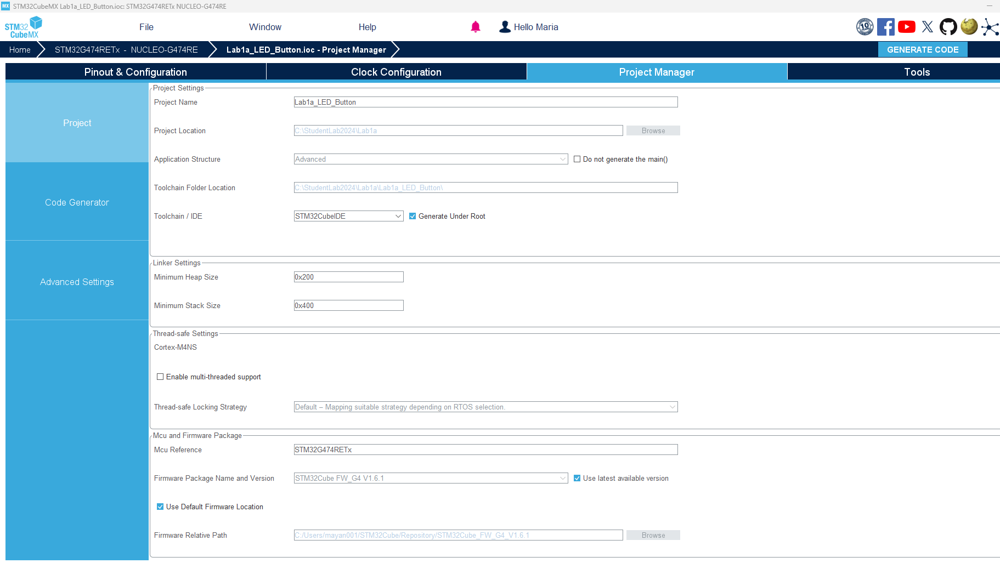 MX STM32CubeMX Lab1a_LED_Button.ioc: STM32G474RETx NUCLEO-G474RE
STM32
CubeMX
File Window Help Hello Maria
Home STM32G474RETx - NUCLEO-G474RE Lab1a_LED_Button.ioc - Project Manager GENERATE CODE
Pinout & Configuration Clock Configuration Project Manager Tools
Project
Code Generator
Advanced Settings
Project Settings
Project Name Lab1a_LED_Button
Project Location C:\StudentLab2024\Lab1a Browse
Application Structure Advanced Do not generate the main()
Toolchain Folder Location C:\StudentLab2024\Lab1a\Lab1a_LED_Button\
Toolchain / IDE STM32CubeIDE Generate Under Root
Linker Settings
Minimum Heap Size 0x200
Minimum Stack Size 0x400
Thread-safe Settings
Cortex-M4NS
Enable multi-threaded support
Thread-safe Locking Strategy Default – Mapping suitable strategy depending on RTOS selection.
Mcu and Firmware Package
Mcu Reference STM32G474RETx
Firmware Package Name and Version STM32Cube FW_G4 V1.6.1 Use latest available version
Use Default Firmware Location
Firmware Relative Path C:/Users/mayan001/STM32Cube/Repository/STM32Cube_FW_G4_V1.6.1 Browse